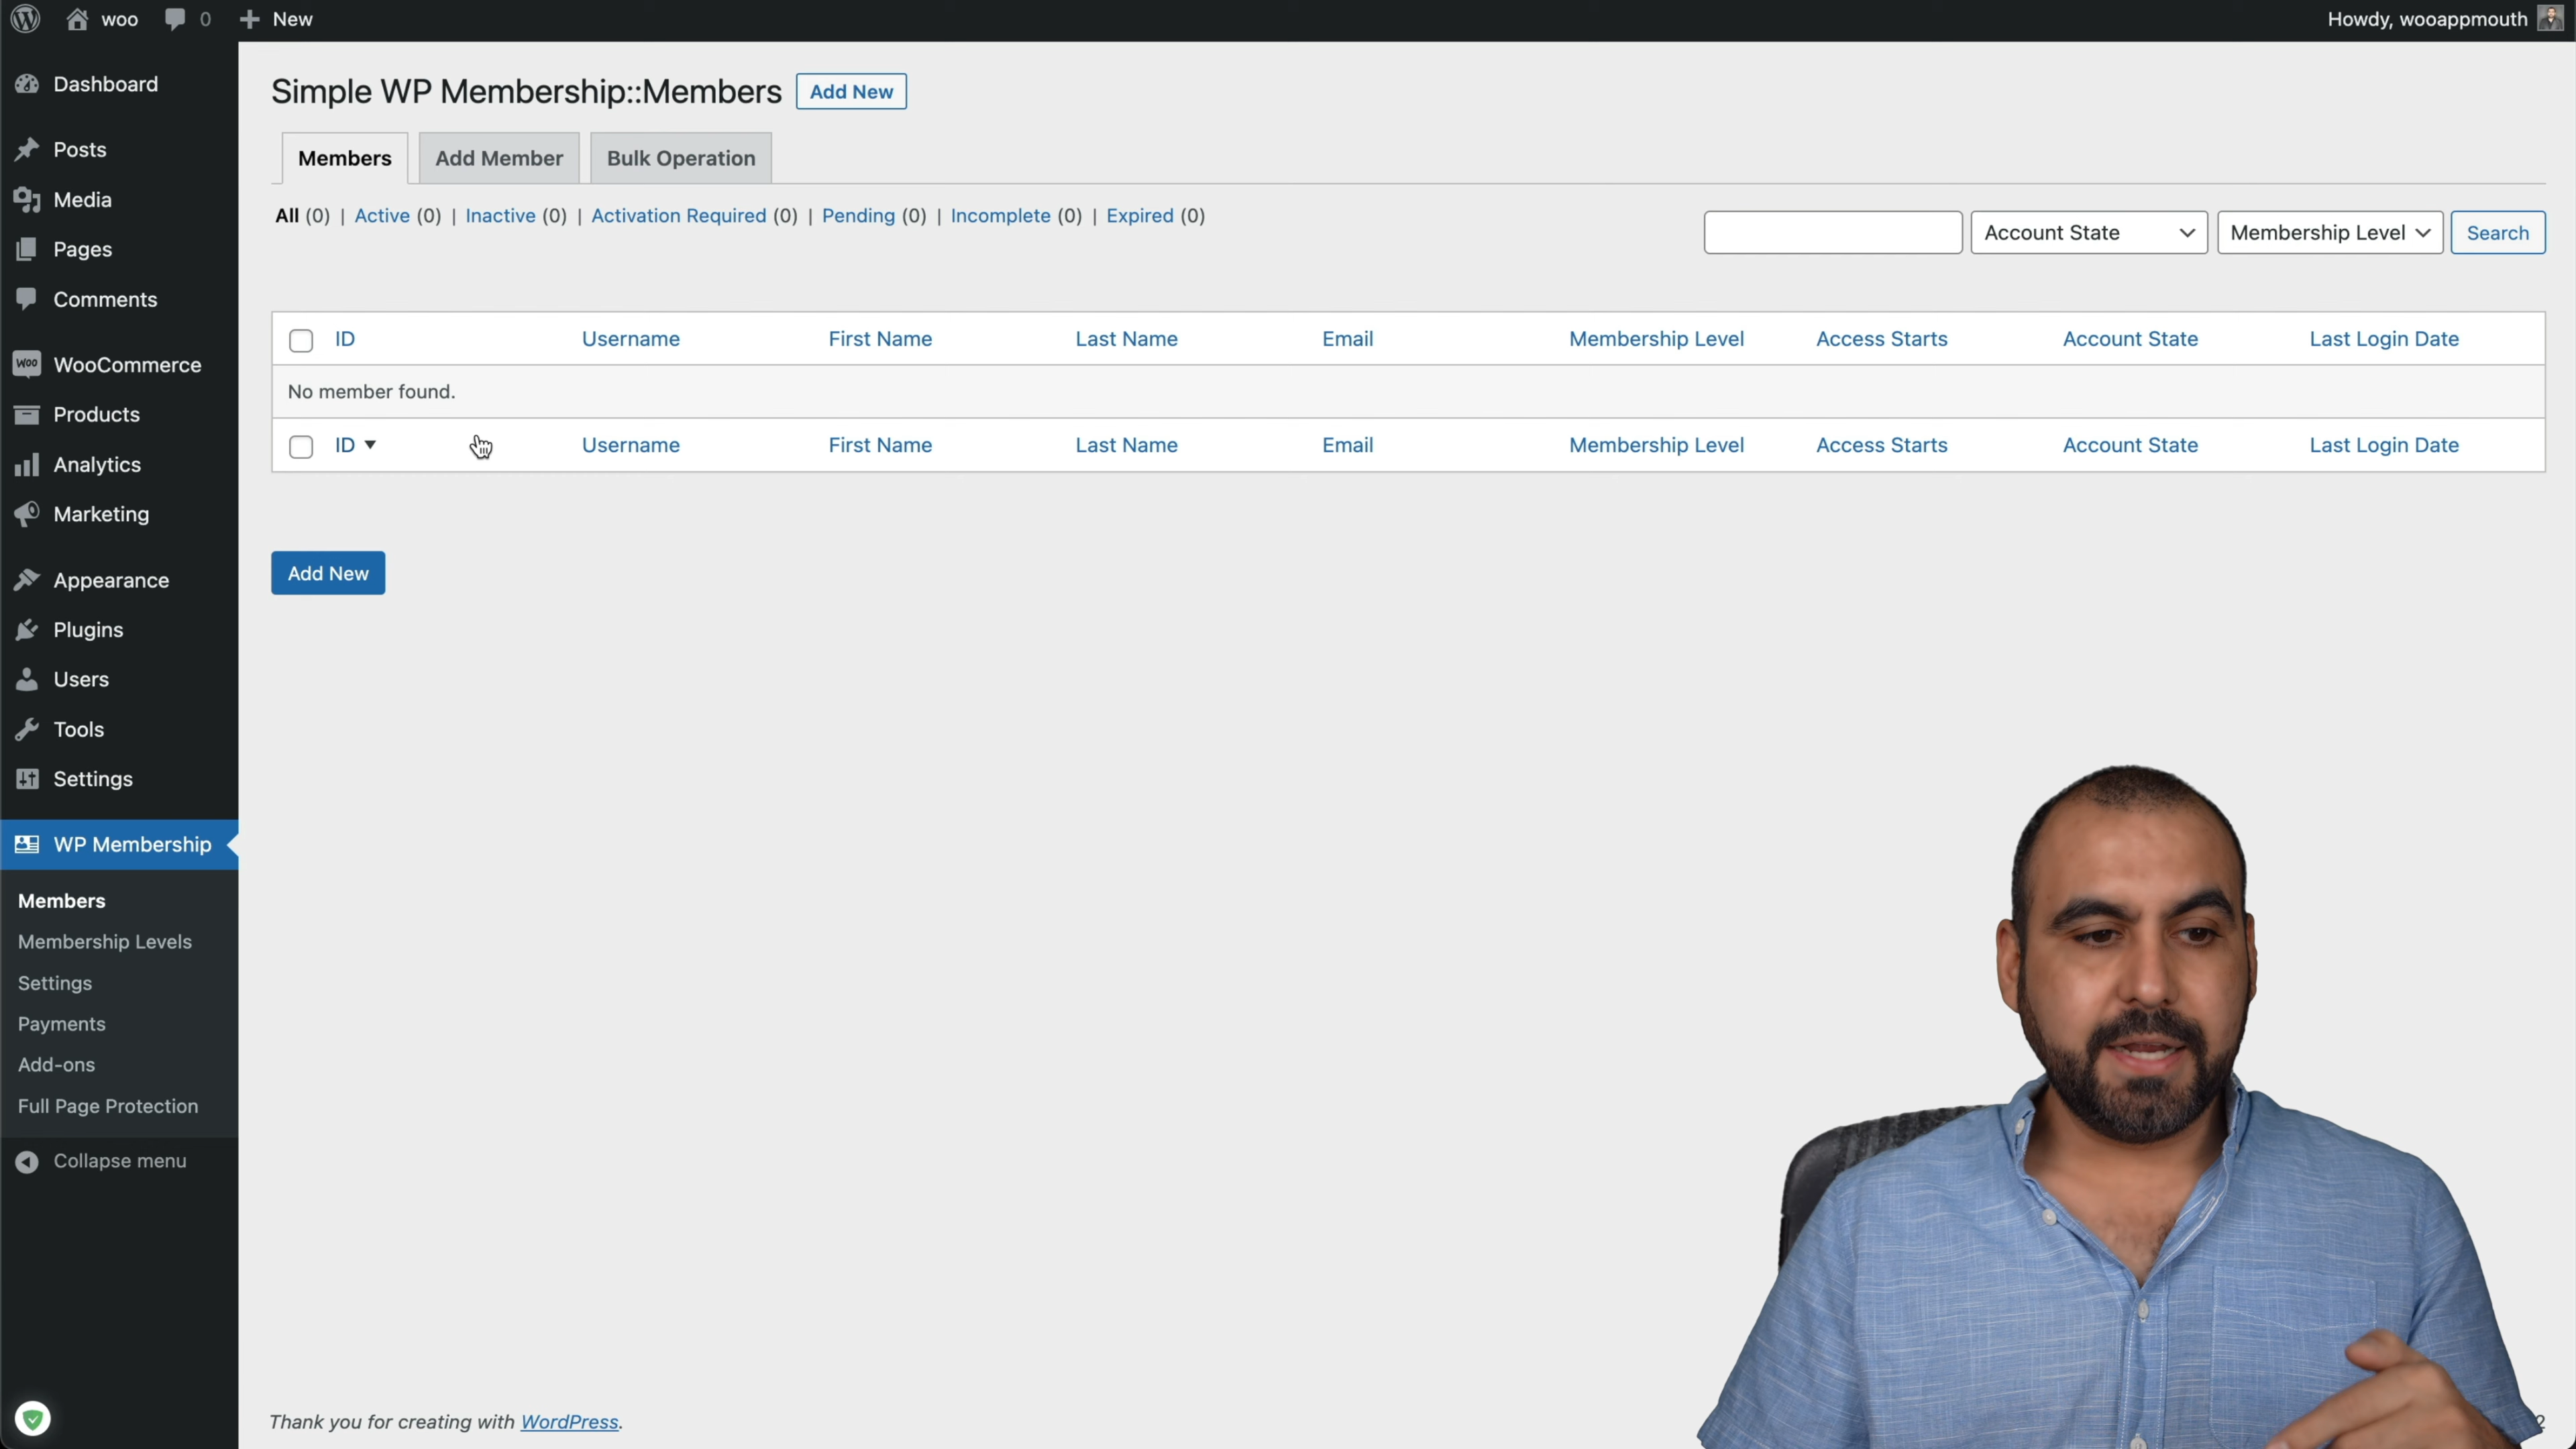 woo 0 New Howdy, wooappmouth
Dashboard
Posts
Media
Pages
Comments
WOO WooCommerce
Products
Analytics
Marketing
Appearance
Plugins
Users
Tools
Settings
WP Membership
Members
Membership Levels
Settings
Payments
Add-ons
Full Page Protection
Collapse menu
Simple WP Membership::Members Add New
Members Add Member Bulk Operation
All (0) | Active (0) | Inactive (0) | Activation Required (0) | Pending (0) | Incomplete (0) | Expired (0)
Account State Membership Level Search
ID Username First Name Last Name Email Membership Level Access Starts Account State Last Login Date
No member found.
ID Username First Name Last Name Email Membership Level Access Starts Account State Last Login Date
Add New
Thank you for creating with WordPress.
2